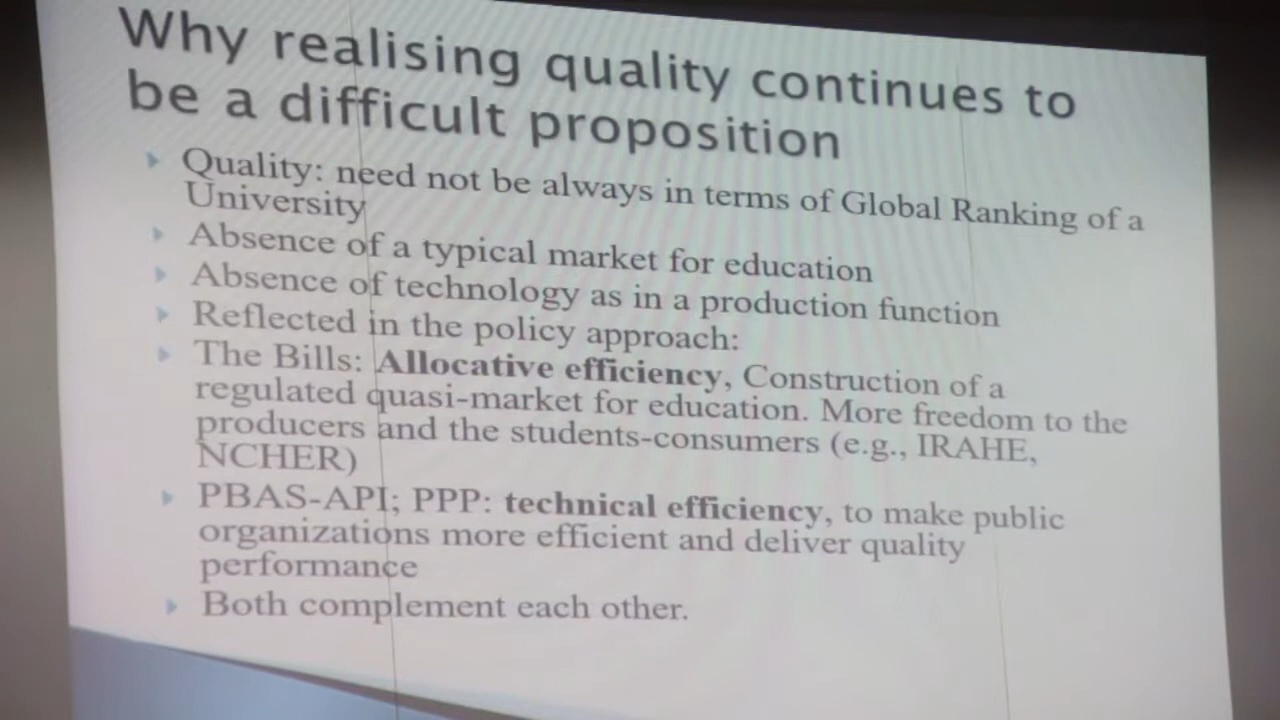 Why realising quality continues to
be a difficult proposition
Quality: need not be always in terms of Global Ranking of a
University
Absence of a typical market for education
Absence of technology as in a production function
Reflected in the policy approach:
The Bills: Allocative efficiency, Construction of a
regulated quasi-market for education. More freedom to the
producers and the students-consumers (e.g., IRAHE,
NCHER)
PBAS-API; PPP: technical efficiency, to make public
organizations more efficient and deliver quality
performance
Both complement each other.